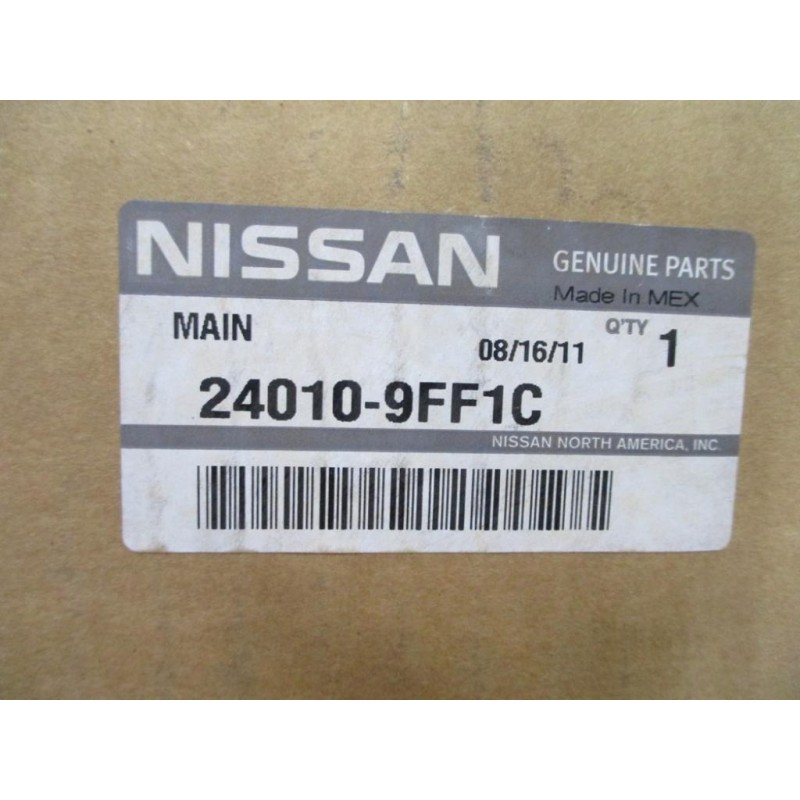 NISSAN
GENUINE PARTS
Made In MEX
MAIN
08/16/11
Q'TY 1
24010-9FF1C
NISSAN NORTH AMERICA, INC.